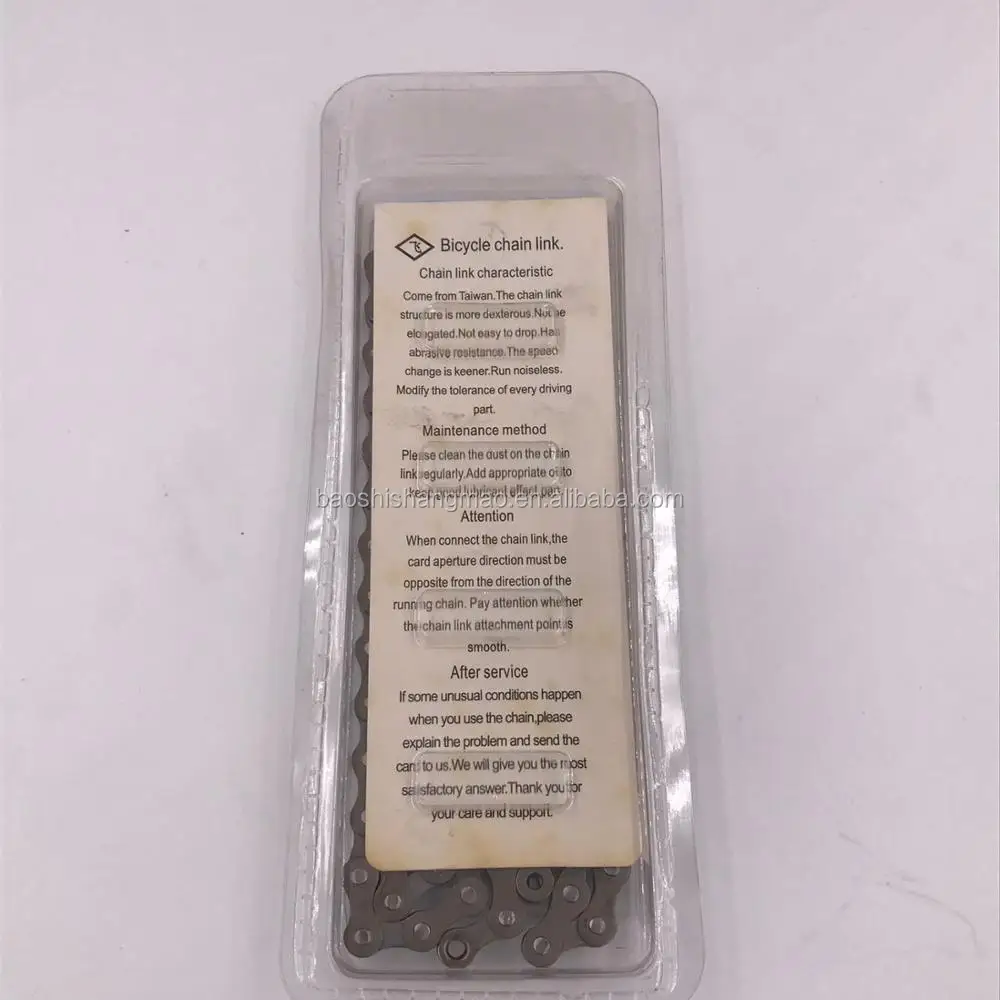 Bicycle chain link.
Chain link characteristic
Come from Taiwan.The chain link
structure is more dexterous.Not be
elongated.Not easy to drop.Has
abrasive resistance.The speed
change is keener.Run noiseless.
Modify the tolerance of every driving
part.
Maintenance method
Please clean the dust on the chain
link regularly.Add appropriate oil to
keep good lubricant effect part
baoshishangmao.en.alibaba.com
Attention
When connect the chain link,the
card aperture direction must be
opposite from the direction of the
running chain. Pay attention whether
the chain link attachment point is
smooth.
After service
If some unusual conditions happen
when you use the chain,please
explain the problem and send the
card to us.We will give you the most
satisfactory answer.Thank you for
your care and support.